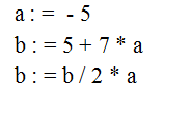 a : =  - 5
b : = 5 + 7 * a
b : = b / 2 * a